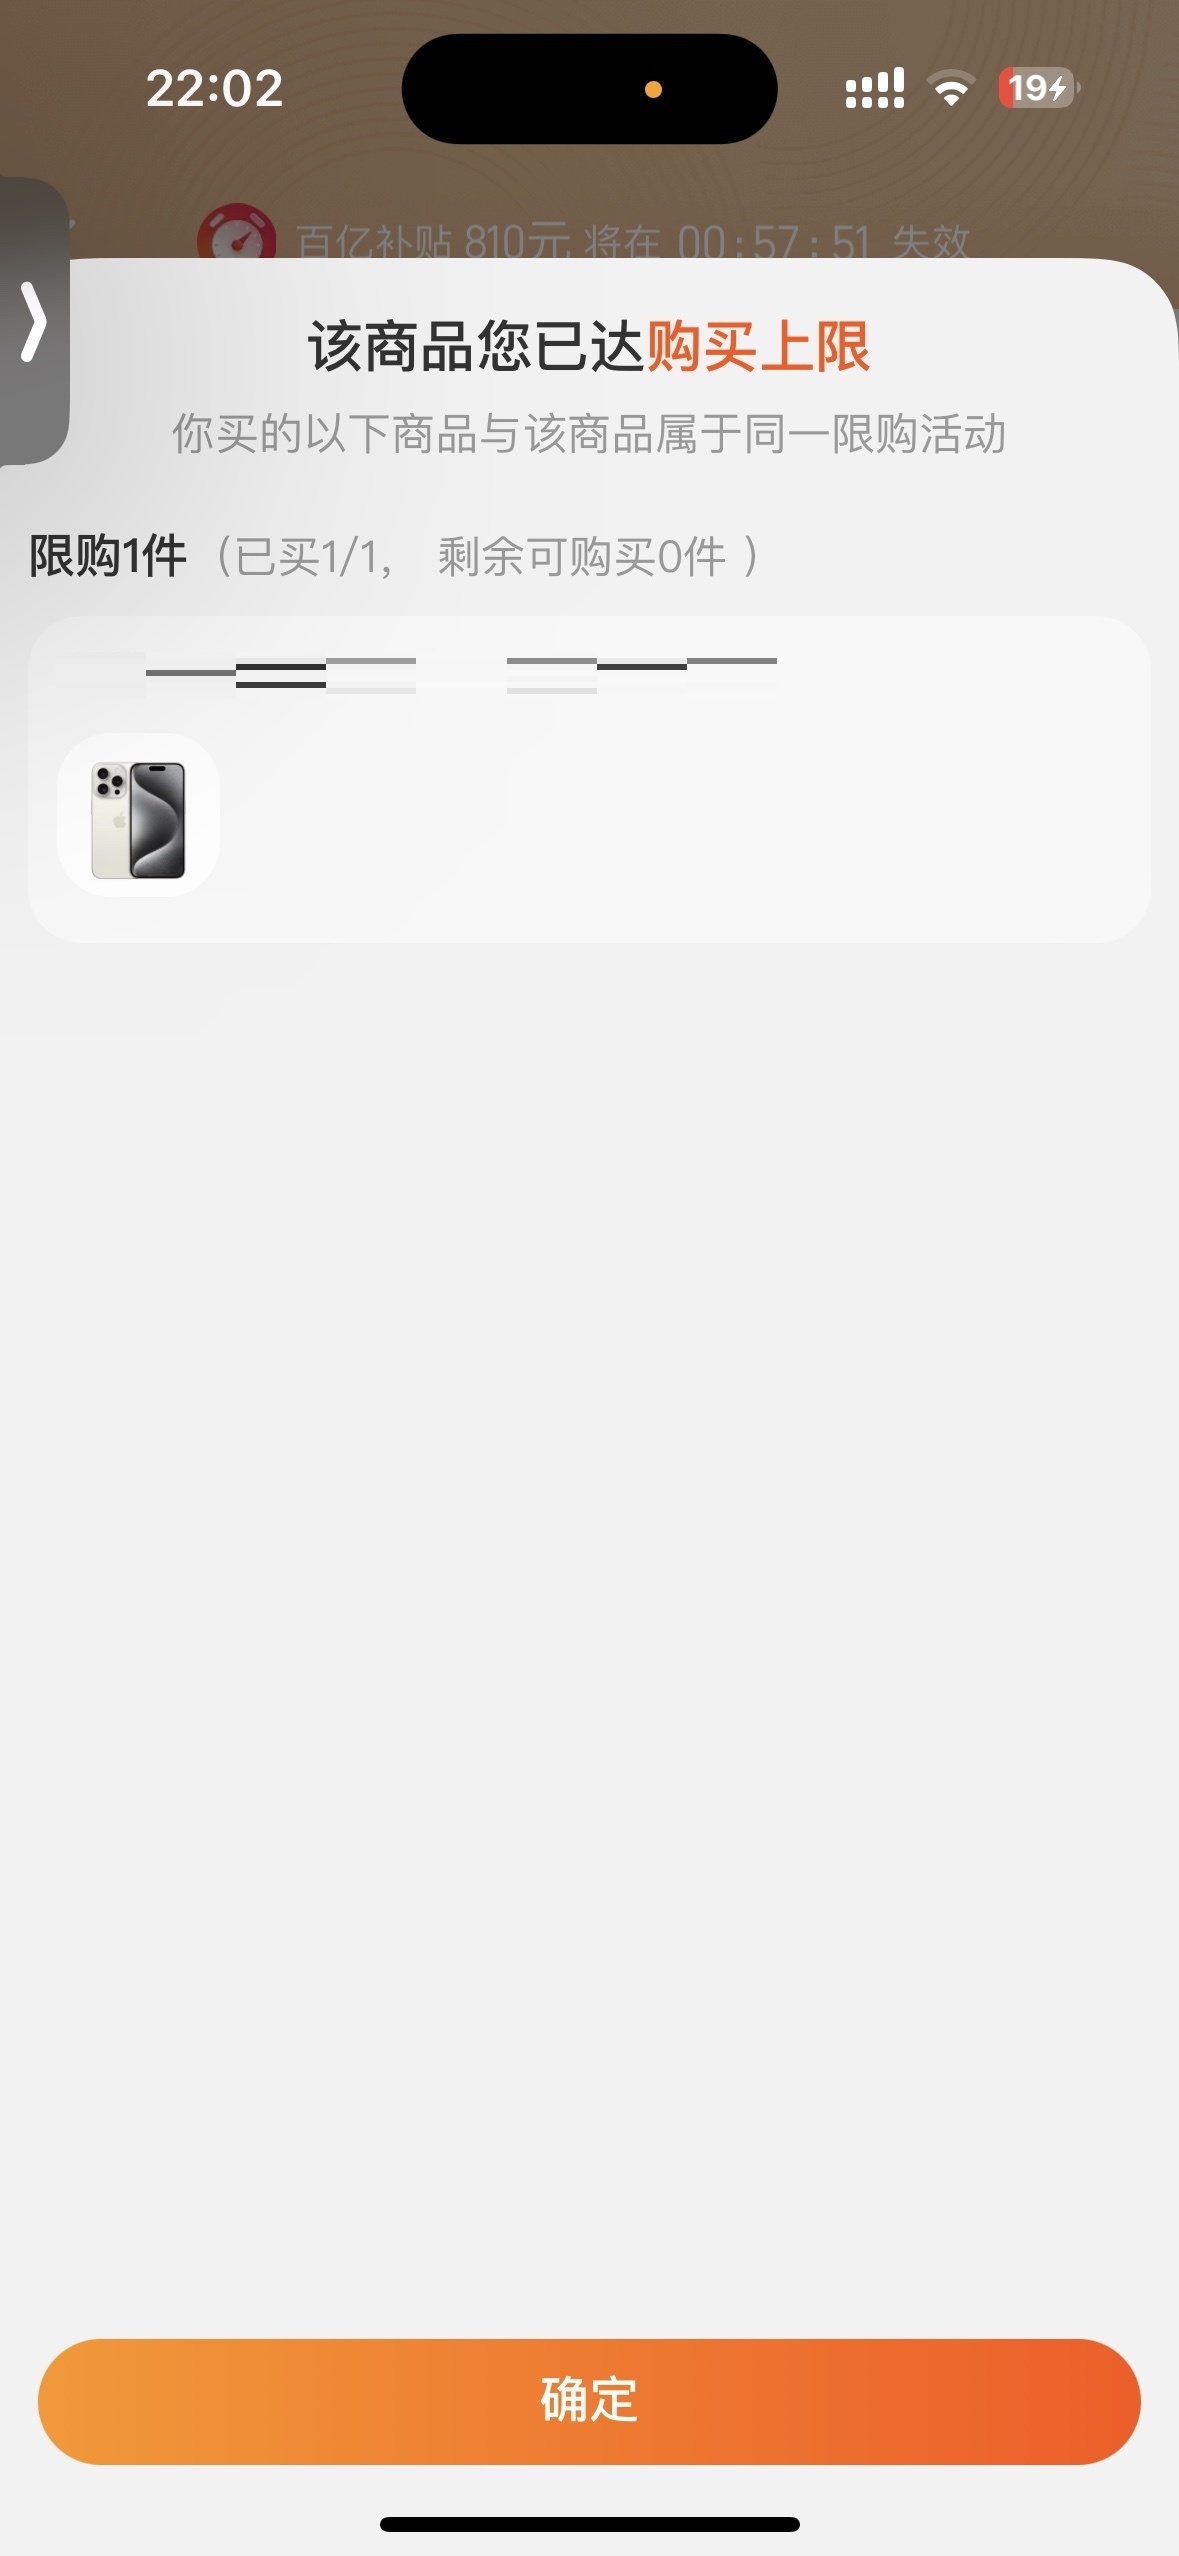 22:02
19
百亿补贴 810元 将在 00:57:51 失效
该商品您已达购买上限
你买的以下商品与该商品属于同一限购活动
限购1件（已买1/1， 剩余可购买0件 ）
确定